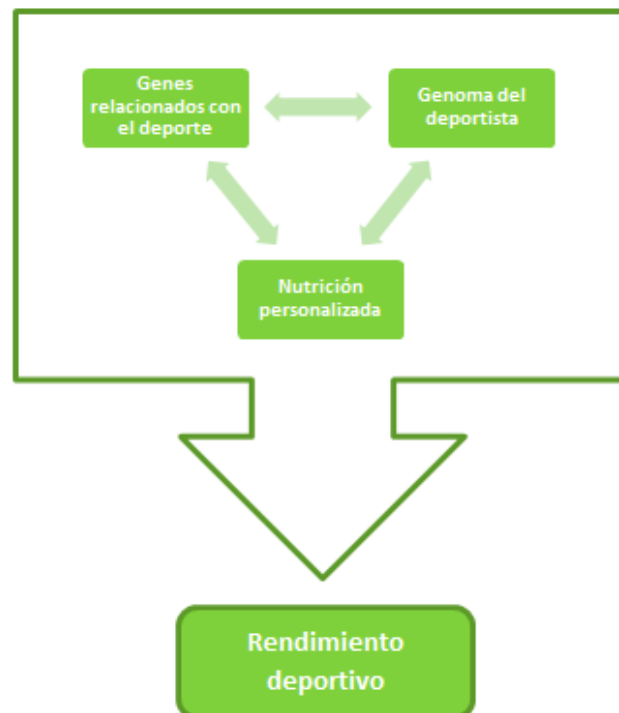 Genes
relacionados con
el deporte
Genoma del
deportista
Nutrición
personalizada
Rendimiento
deportivo